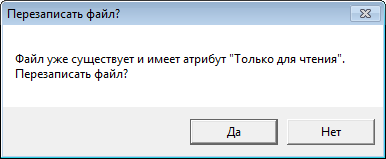 Перезаписать файл?
Файл уже существует и имеет атрибут "Только для чтения".
Перезаписать файл?
Да Нет